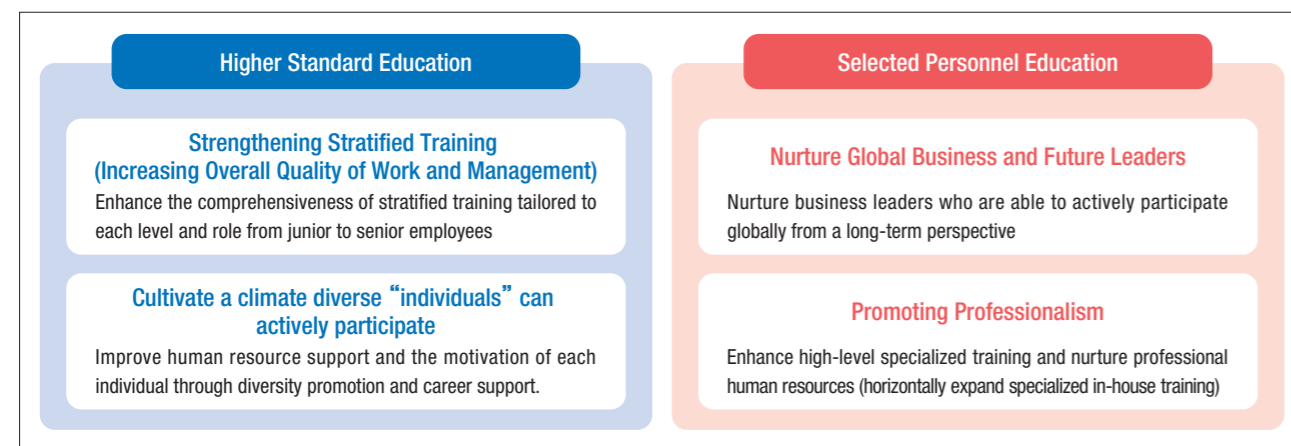 Higher Standard Education
Strengthening Stratified Training
(Increasing Overall Quality of Work and Management)
Enhance the comprehensiveness of stratified training tailored to
each level and role from junior to senior employees
Cultivate a climate diverse “individuals” can
actively participate
Improve human resource support and the motivation of each
individual through diversity promotion and career support.
Selected Personnel Education
Nurture Global Business and Future Leaders
Nurture business leaders who are able to actively participate
globally from a long-term perspective
Promoting Professionalism
Enhance high-level specialized training and nurture professional
human resources (horizontally expand specialized in-house training)